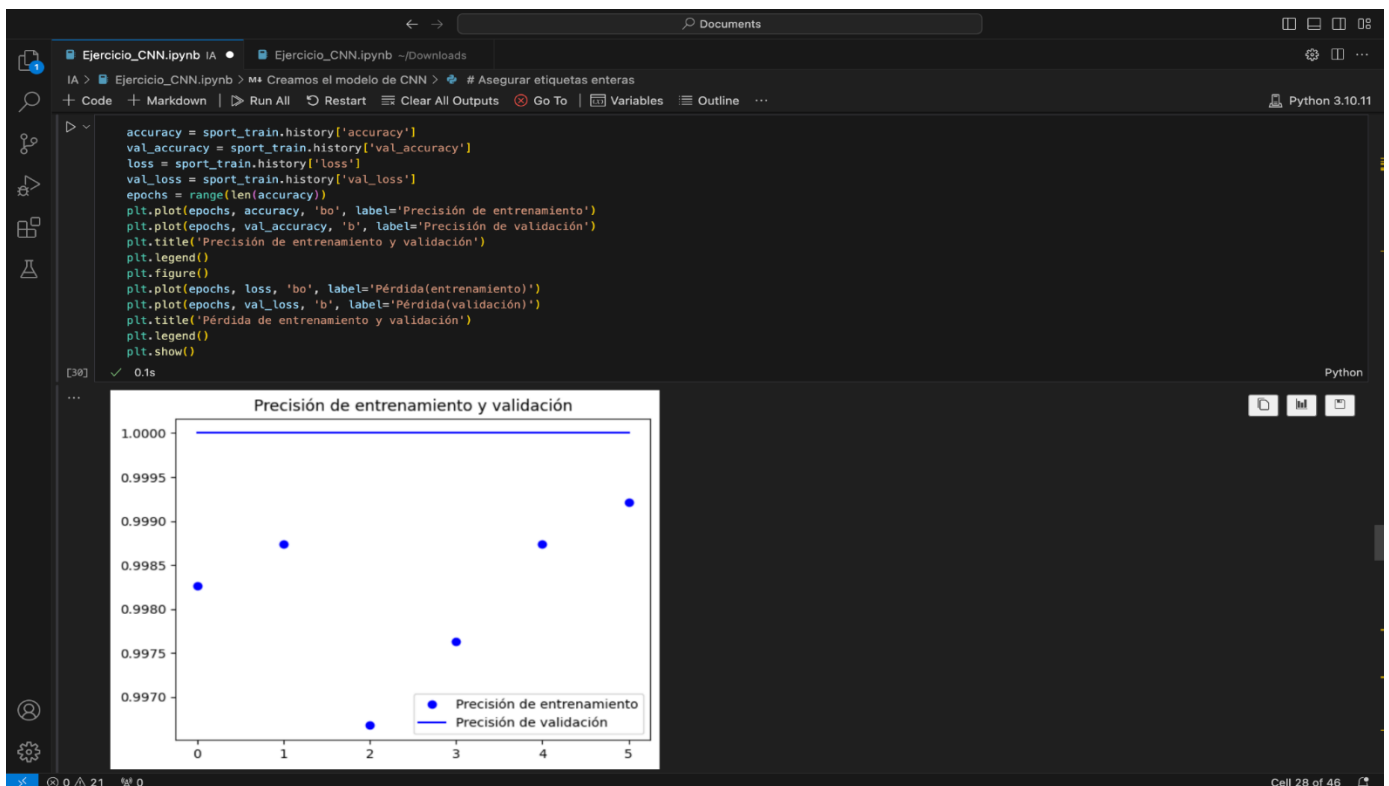 Documents
Ejercicio_CNN.ipynb IA
Ejercicio_CNN.ipynb ~/Downloads
IA > Ejercicio_CNN.ipynb > M↓ Creamos el modelo de CNN > # Asegurar etiquetas enteras
+ Code + Markdown | Run All Restart Clear All Outputs Go To | Variables Outline ...
Python 3.10.11
1
accuracy = sport_train.history['accuracy']
val_accuracy = sport_train.history['val_accuracy']
loss = sport_train.history['loss']
val_loss = sport_train.history['val_loss']
epochs = range(len(accuracy))
plt.plot(epochs, accuracy, 'bo', label='Precisión de entrenamiento')
plt.plot(epochs, val_accuracy, 'b', label='Precisión de validación')
plt.title('Precisión de entrenamiento y validación')
plt.legend()
plt.figure()
plt.plot(epochs, loss, 'bo', label='Pérdida(entrenamiento)')
plt.plot(epochs, val_loss, 'b', label='Pérdida(validación)')
plt.title('Pérdida de entrenamiento y validación')
plt.legend()
plt.show()
[30] ✓ 0.1s
Python
...
Precisión de entrenamiento y validación
1.0000
0.9995
0.9990
0.9985
0.9980
0.9975
0.9970
Precisión de entrenamiento
Precisión de validación
0 1 2 3 4 5
0 21 0
Cell 28 of 46